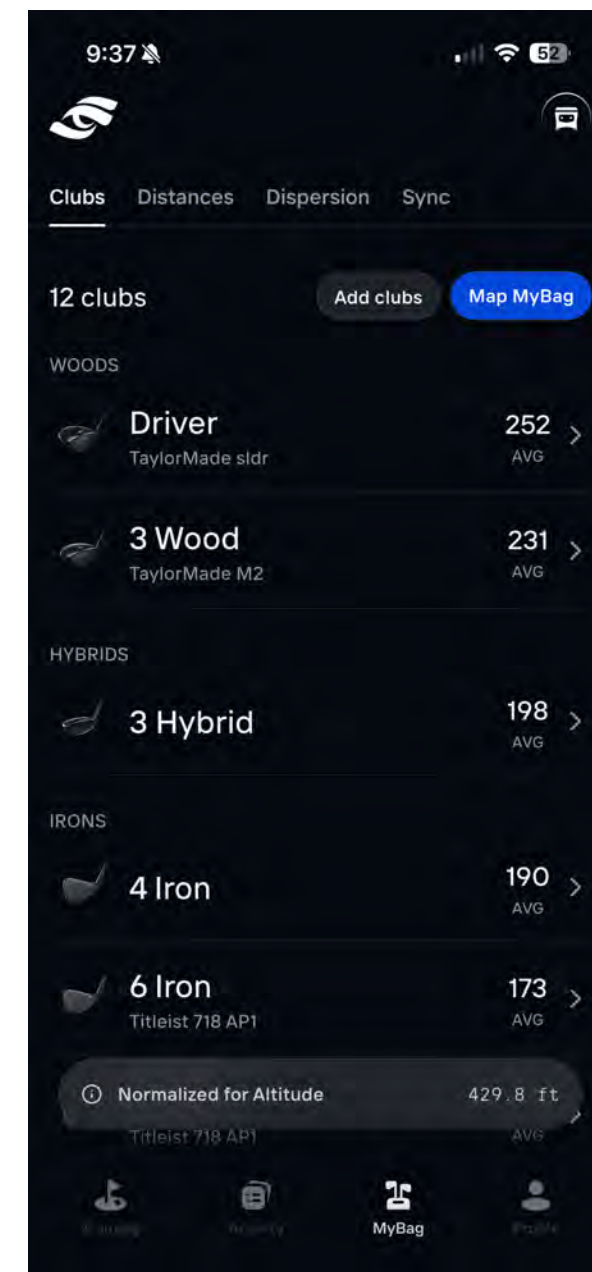 9:37
52
Clubs Distances Dispersion Sync
12 clubs Add clubs Map MyBag
WOODS
Driver 252
TaylorMade sldr AVG
3 Wood 231
TaylorMade M2 AVG
HYBRIDS
3 Hybrid 198
AVG
IRONS
4 Iron 190
AVG
6 Iron 173
Titleist 718 AP1 AVG
Normalized for Altitude 429.8 ft
Titleist 718 AP1 AVG
MyBag